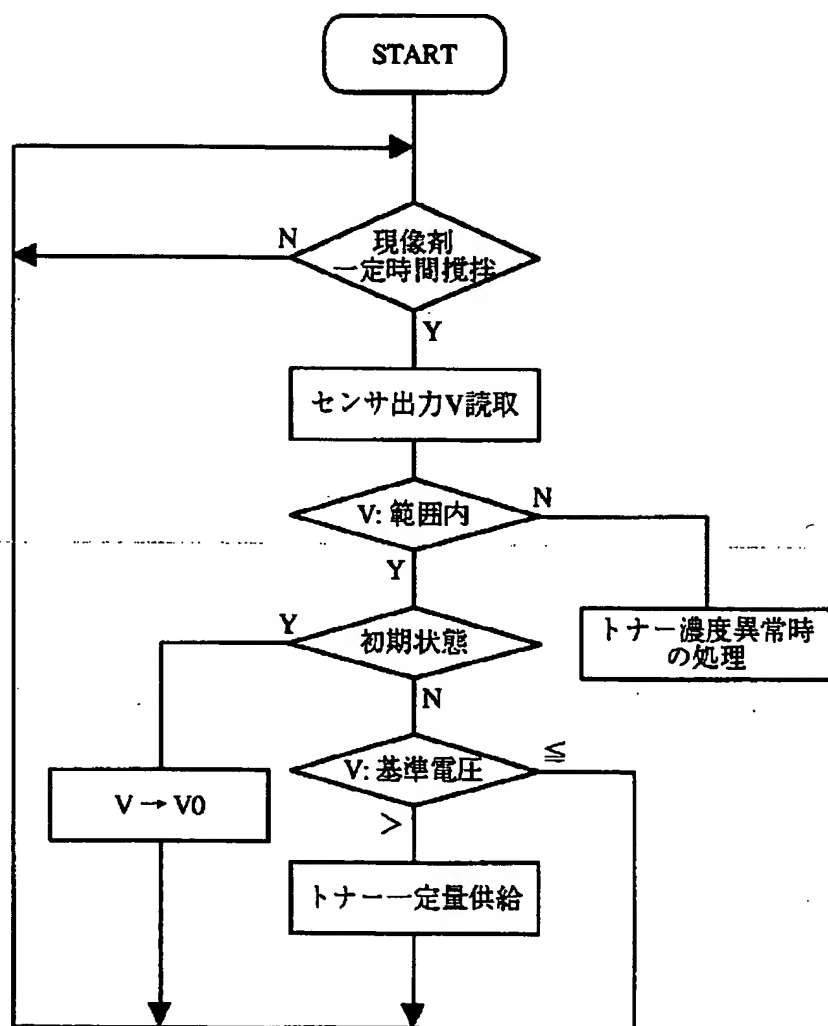 START
N
現像剤
一定時間撹拌
Y
センサ出力V読取
V: 範囲内
N
Y
Y
初期状態
トナー濃度異常時
の処理
N
V: 基準電圧
≦
V → V0
>
トナー一定量供給